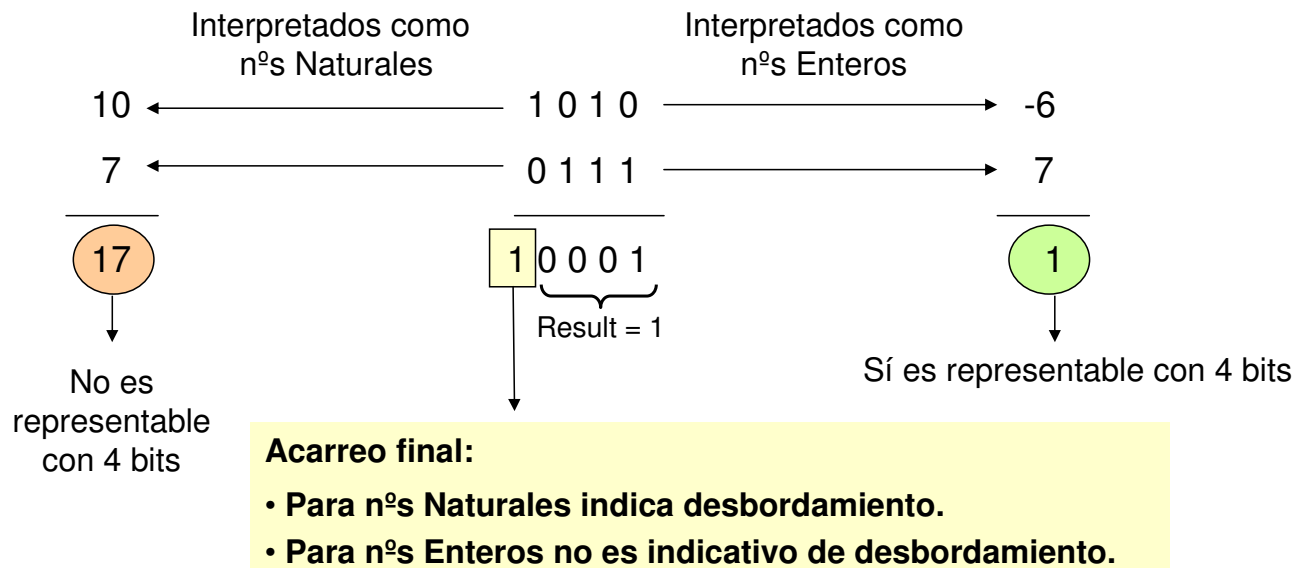 Interpretados como
nºs Naturales
Interpretados como
nºs Enteros
10
1 0 1 0
-6
7
0 1 1 1
7
17
1 0 0 0 1
1
Result = 1
No es
representable
con 4 bits
Sí es representable con 4 bits
Acarreo final:
• Para nºs Naturales indica desbordamiento.
• Para nºs Enteros no es indicativo de desbordamiento.